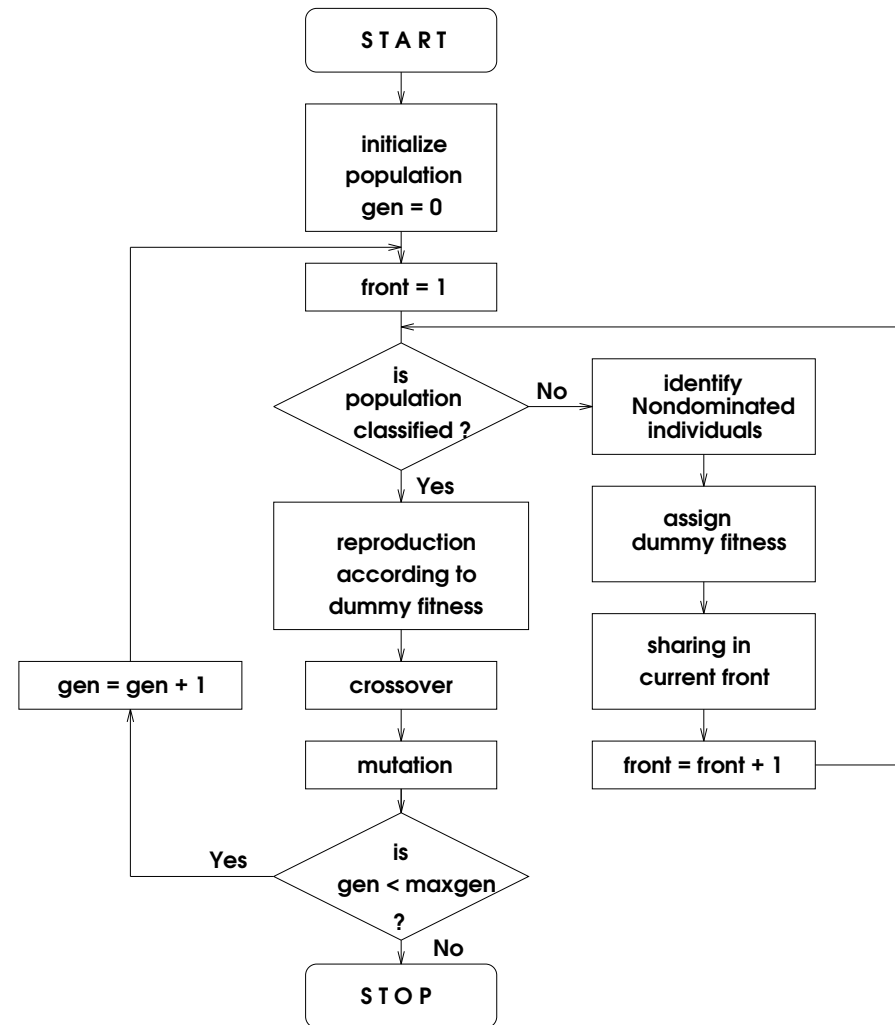 START
initialize
population
gen = 0
front = 1
is
population
classified ?
No
identify
Nondominated
individuals
Yes
assign
dummy fitness
reproduction
according to
dummy fitness
sharing in
current front
gen = gen + 1
crossover
mutation
front = front + 1
Yes
is
gen < maxgen
?
No
STOP